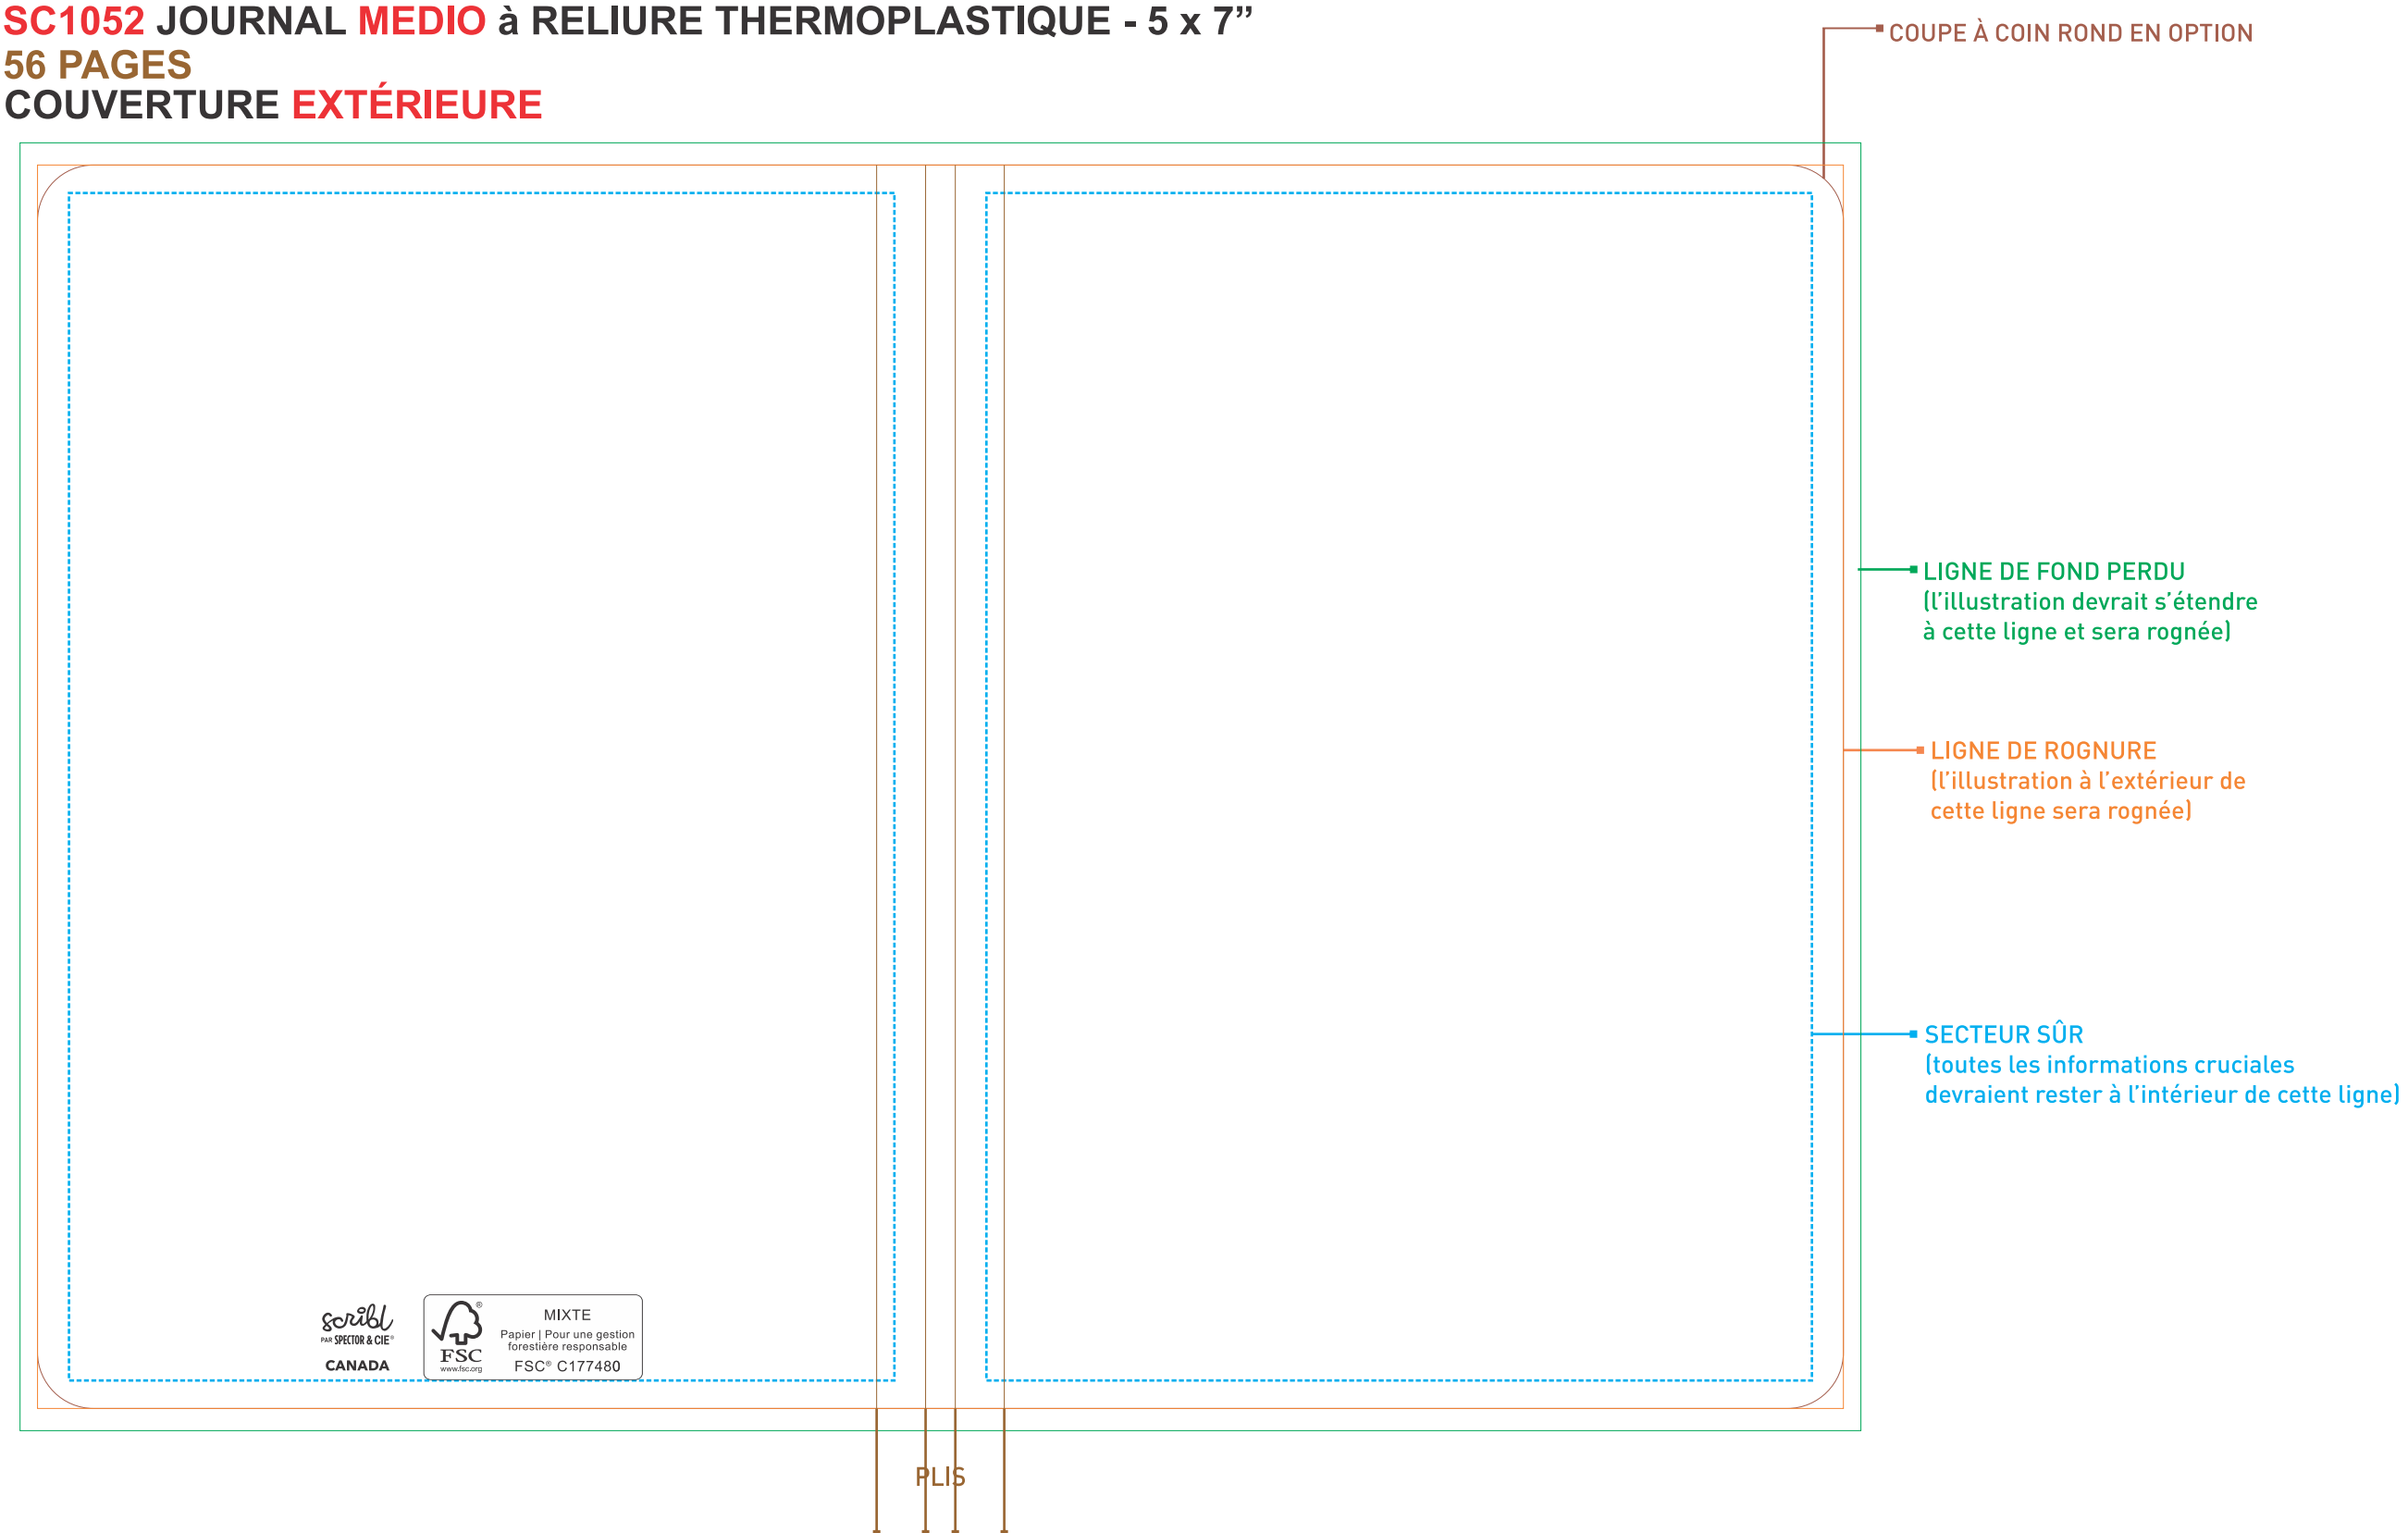 SC1052 JOURNAL MEDIO à RELIURE THERMOPLASTIQUE - 5 x 7”
56 PAGES
COUVERTURE EXTÉRIEURE
COUPE À COIN ROND EN OPTION
LIGNE DE FOND PERDU
(l’illustration devrait s’étendre
à cette ligne et sera rognée)
LIGNE DE ROGNURE
(l’illustration à l’extérieur de
cette ligne sera rognée)
SECTEUR SÛR
(toutes les informations cruciales
devraient rester à l’intérieur de cette ligne)
scribl
PAR SPECTOR & CIE®
CANADA
®
FSC
www.fsc.org
MIXTE
Papier | Pour une gestion
forestière responsable
FSC® C177480
PLIS